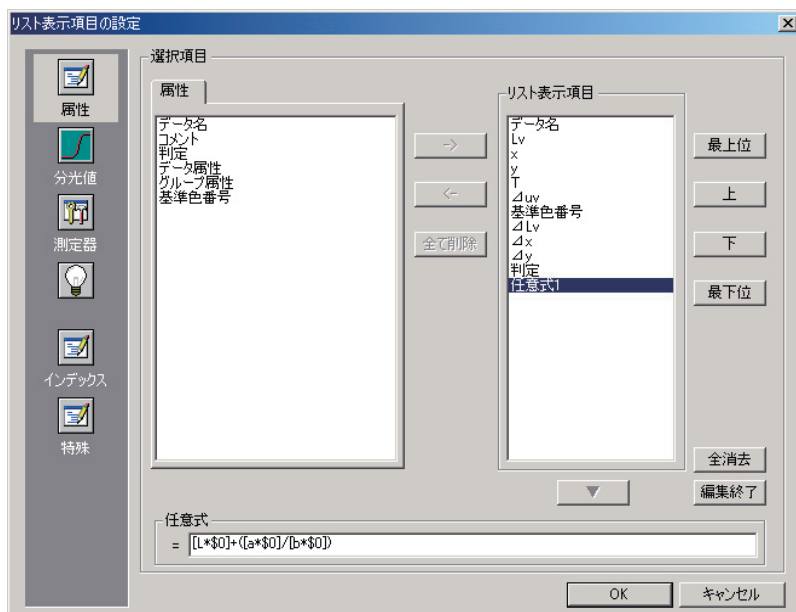 リスト表示項目の設定
属性
分光値
測定器
インデックス
特殊
選択項目
属性
データ名
コメント
判定
データ属性
グループ属性
基準色番号
->
<-
全て削除
リスト表示項目
データ名
Lv
x
y
T
⊿uv
基準色番号
⊿Lv
⊿x
⊿y
判定
任意式1
最上位
上
下
最下位
全消去
▼
編集終了
任意式
= [L*$0]+([a*$0]/[b*$0])
OK
キャンセル